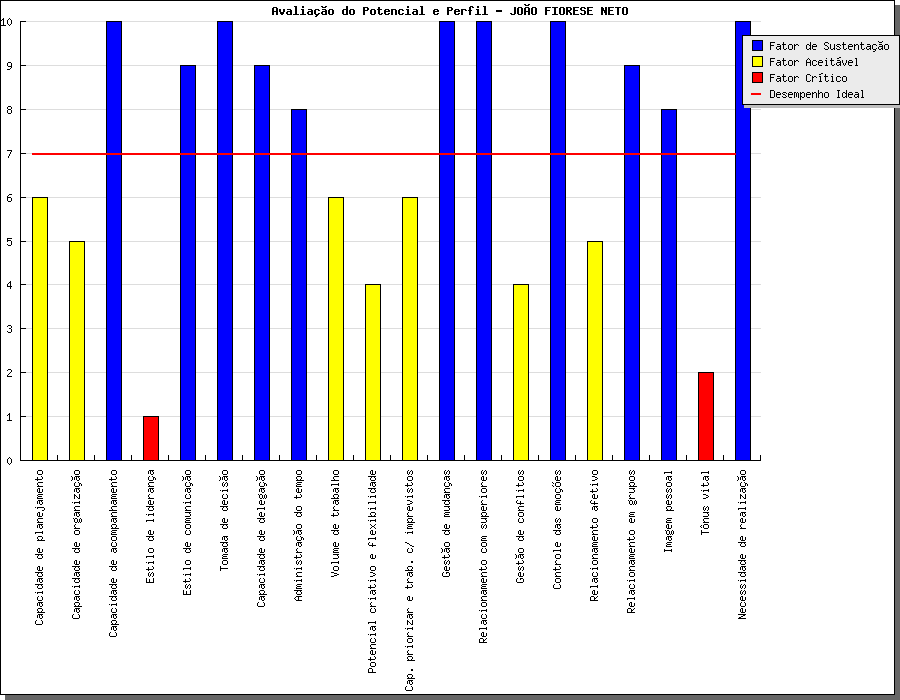 Avaliação do Potencial e Perfil - JOÃO FIORESE NETO
10
9
8
7
6
5
4
3
2
1
0
Fator de Sustentação
Fator Aceitável
Fator Crítico
Desempenho Ideal
Capacidade de planejamento
Capacidade de organização
Capacidade de acompanhamento
Estilo de liderança
Estilo de comunicação
Tomada de decisão
Capacidade de delegação
Administração do tempo
Volume de trabalho
Potencial criativo e flexibilidade
Cap. priorizar e trab. c/ imprevistos
Gestão de mudanças
Relacionamento com superiores
Gestão de conflitos
Controle das emoções
Relacionamento afetivo
Relacionamento em grupos
Imagem pessoal
Tônus vital
Necessidade de realização